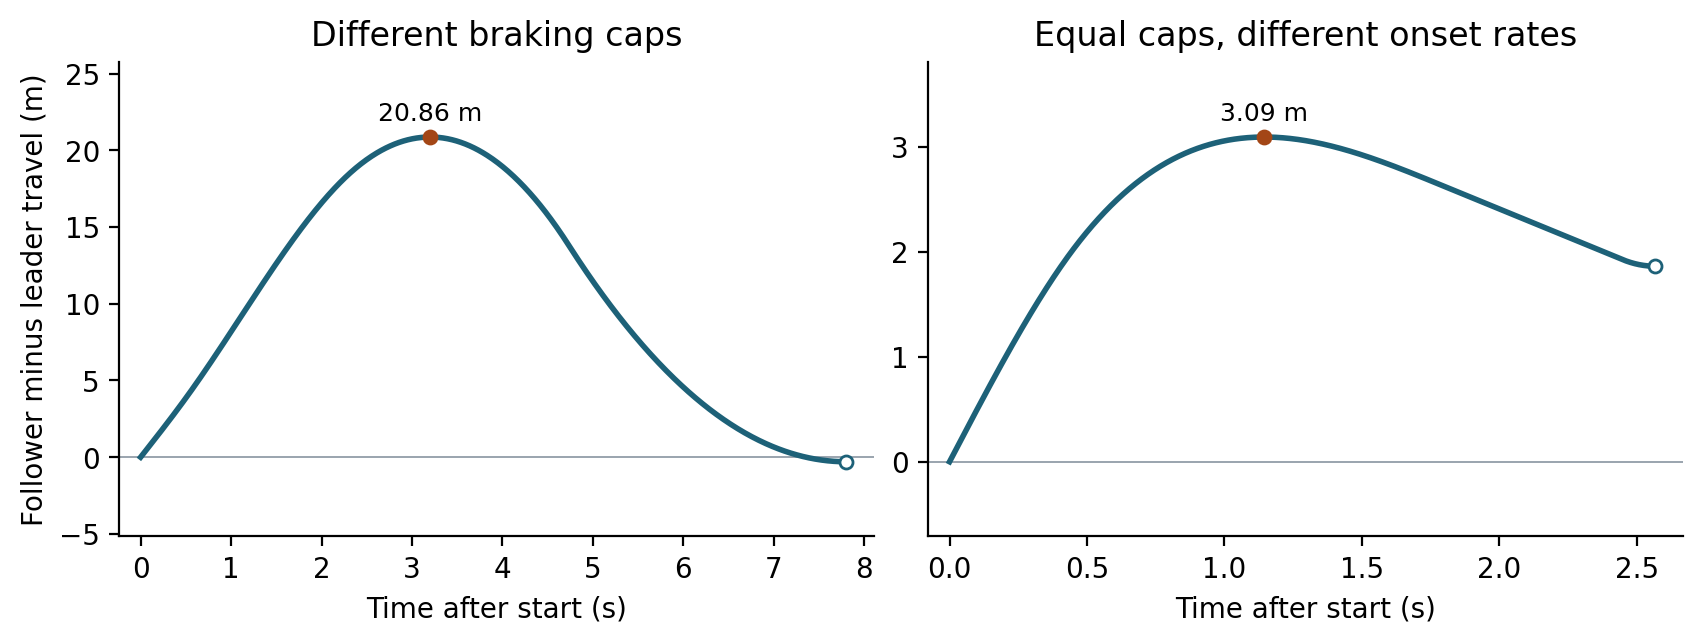 Different braking caps
Follower minus leader travel (m)
25
20
15
10
5
0
−5
20.86 m
0 1 2 3 4 5 6 7 8
Time after start (s)
Equal caps, different onset rates
3
2
1
0
3.09 m
0.0 0.5 1.0 1.5 2.0 2.5
Time after start (s)